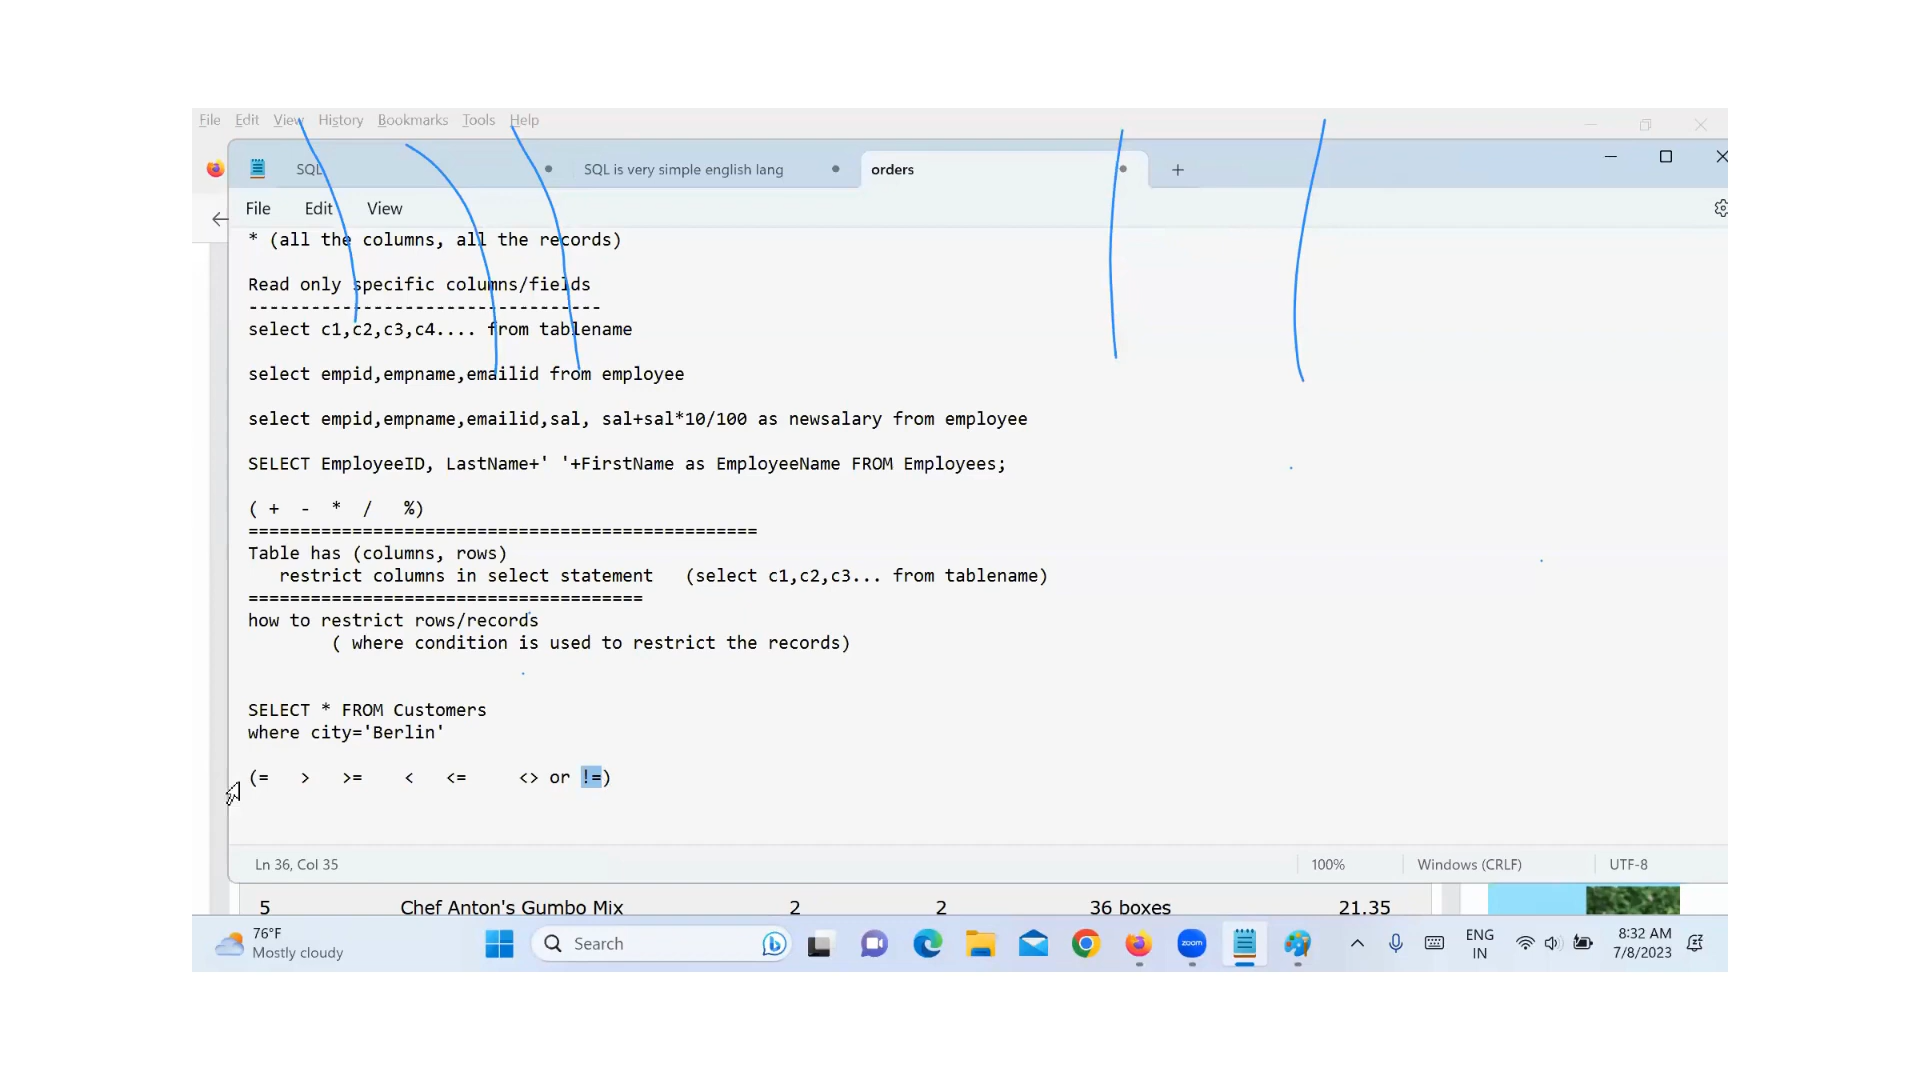 File Edit View History Bookmarks Tools Help
SQL
SQL is very simple english lang
orders
File Edit View
* (all the columns, all the records)
Read only specific columns/fields
----------------------------------
select c1,c2,c3,c4.... from tablename
select empid,empname,emailid from employee
select empid,empname,emailid,sal, sal+sal*10/100 as newsalary from employee
SELECT EmployeeID, LastName+' '+FirstName as EmployeeName FROM Employees;
( + - * / %)
=================================================
Table has (columns, rows)
restrict columns in select statement (select c1,c2,c3... from tablename)
======================================
how to restrict rows/records
( where condition is used to restrict the records)
SELECT * FROM Customers
where city='Berlin'
(= > >= < <= <> or !=)
Ln 36, Col 35 100% Windows (CRLF) UTF-8
5 Chef Anton's Gumbo Mix 2 2 36 boxes 21.35
76°F
Mostly cloudy
Search
zoom
ENG
IN
8:32 AM
7/8/2023